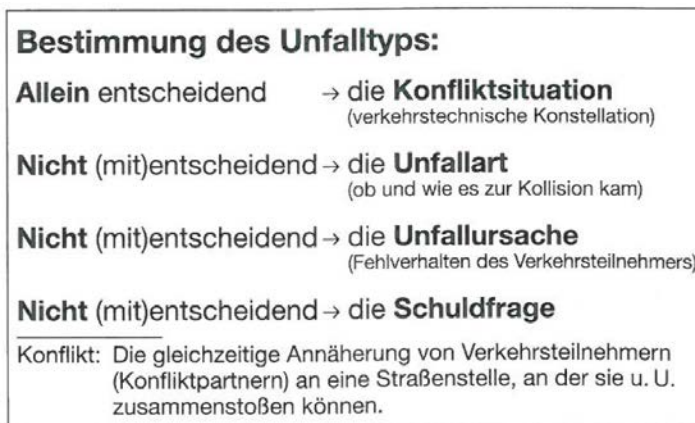 Bestimmung des Unfalltyps:
Allein entscheidend → die Konfliktsituation
(verkehrstechnische Konstellation)
Nicht (mit)entscheidend → die Unfallart
(ob und wie es zur Kollision kam)
Nicht (mit)entscheidend → die Unfallursache
(Fehlverhalten des Verkehrsteilnehmers)
Nicht (mit)entscheidend → die Schuldfrage
Konflikt: Die gleichzeitige Annäherung von Verkehrsteilnehmern
(Konfliktpartnern) an eine Straßenstelle, an der sie u. U.
zusammenstoßen können.